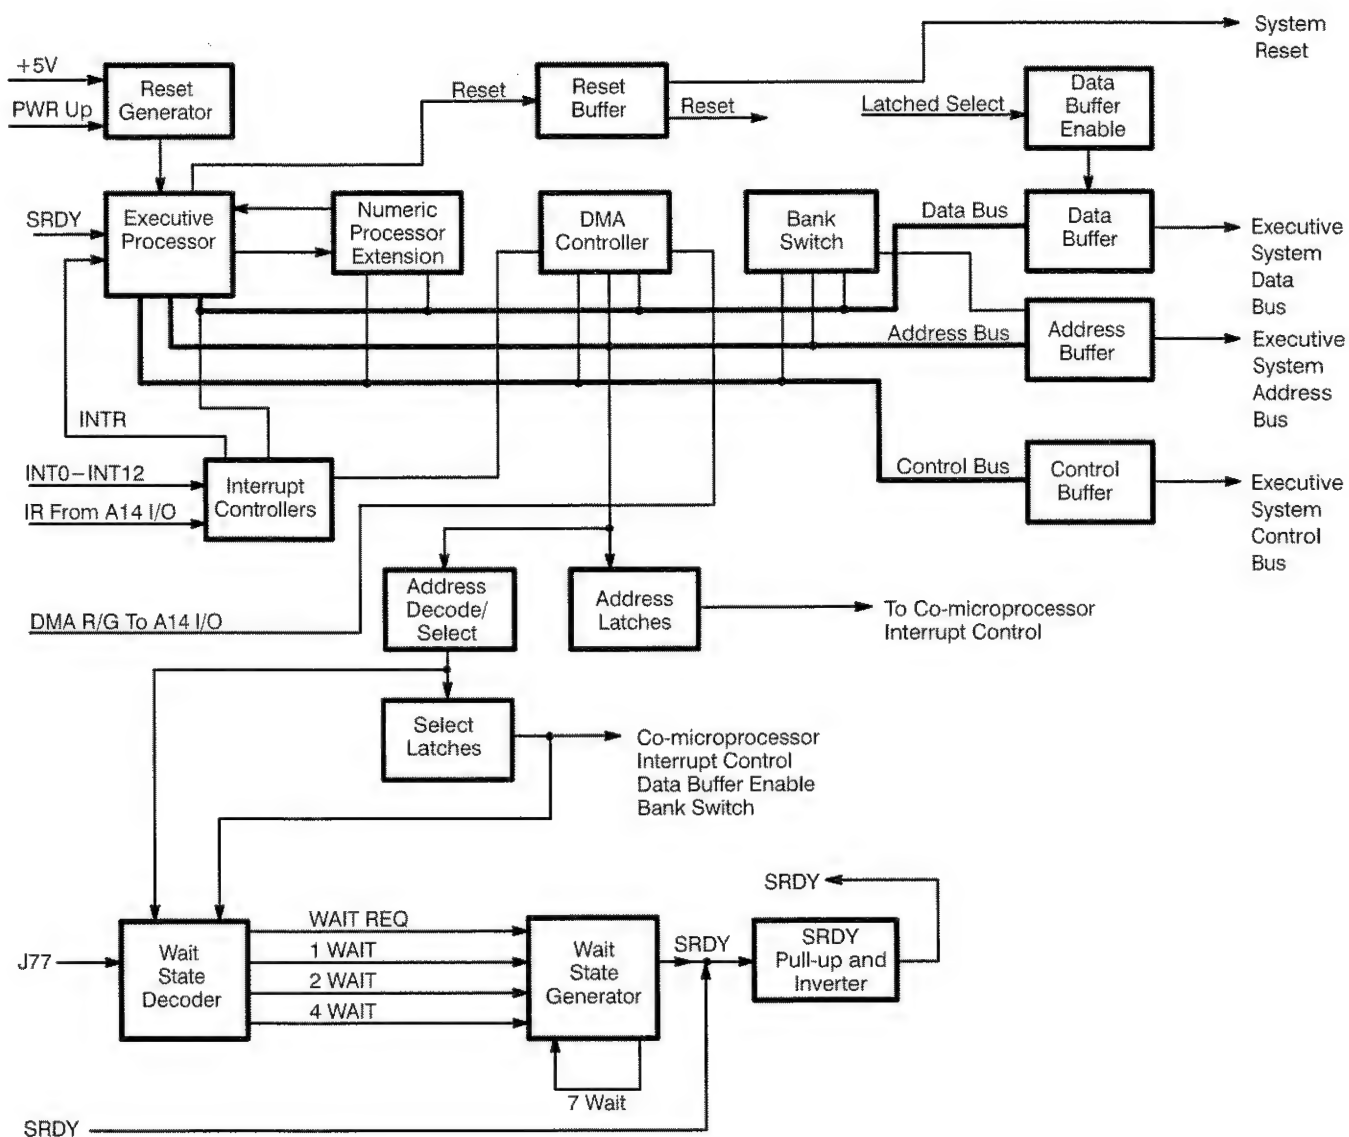 System
Reset
+5V
PWR Up
Reset
Generator
Reset
Reset
Buffer
Reset
Latched Select
Data
Buffer
Enable
SRDY
Executive
Processor
Numeric
Processor
Extension
DMA
Controller
Bank
Switch
Data Bus
Data
Buffer
Executive
System
Data
Bus
Address Bus
Address
Buffer
Executive
System
Address
Bus
INTR
INT0–INT12
IR From A14 I/O
Interrupt
Controllers
Control Bus
Control
Buffer
Executive
System
Control
Bus
DMA R/G To A14 I/O
Address
Decode/
Select
Address
Latches
To Co-microprocessor
Interrupt Control
Select
Latches
Co-microprocessor
Interrupt Control
Data Buffer Enable
Bank Switch
J77
Wait
State
Decoder
WAIT REQ
1 WAIT
2 WAIT
4 WAIT
Wait
State
Generator
7 Wait
SRDY
SRDY
Pull-up and
Inverter
SRDY
SRDY